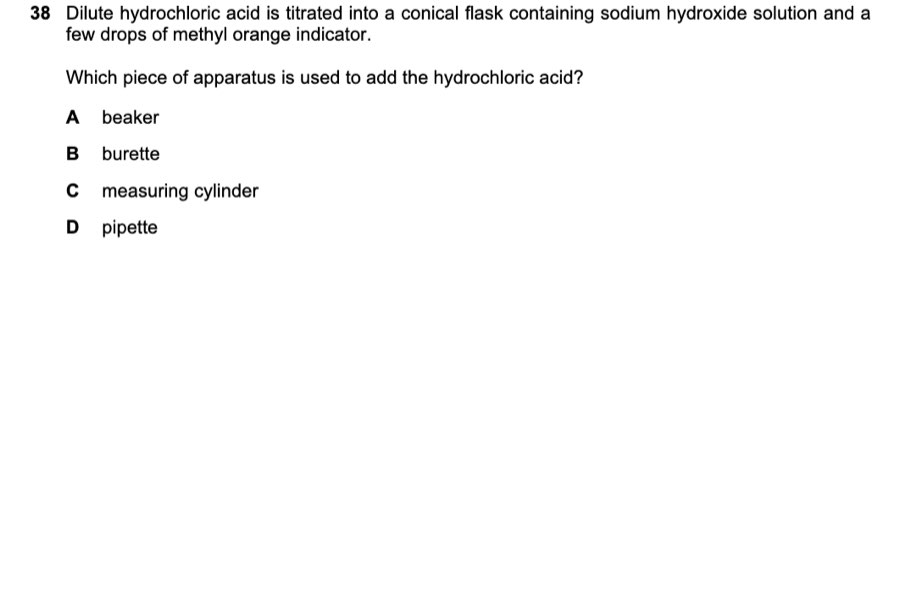 38 Dilute hydrochloric acid is titrated into a conical flask containing sodium hydroxide solution and a
few drops of methyl orange indicator.
Which piece of apparatus is used to add the hydrochloric acid?
A beaker
B burette
C measuring cylinder
D pipette